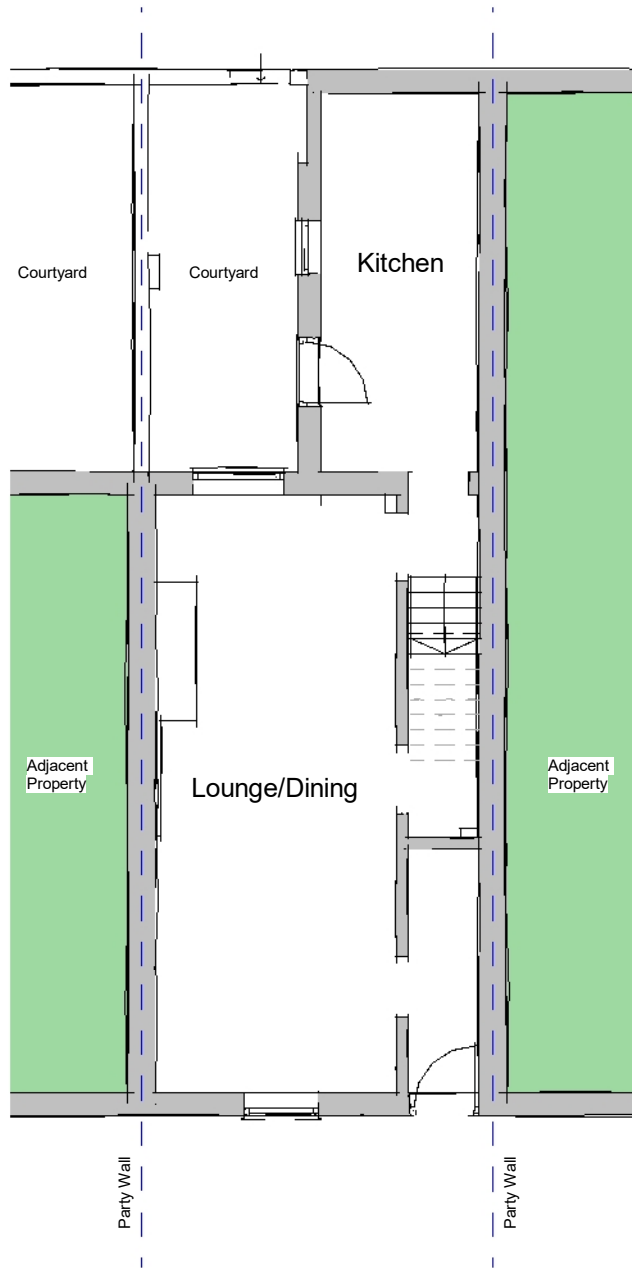 Courtyard
Courtyard
Kitchen
Adjacent
Property
Lounge/Dining
Adjacent
Property
Party Wall
Party Wall